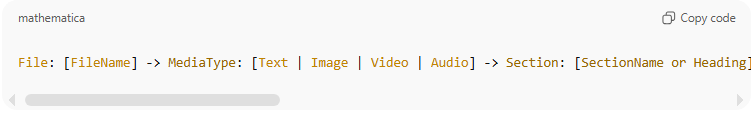 mathematica
Copy code
File: [FileName] -> MediaType: [Text | Image | Video | Audio] -> Section: [SectionName or Heading]